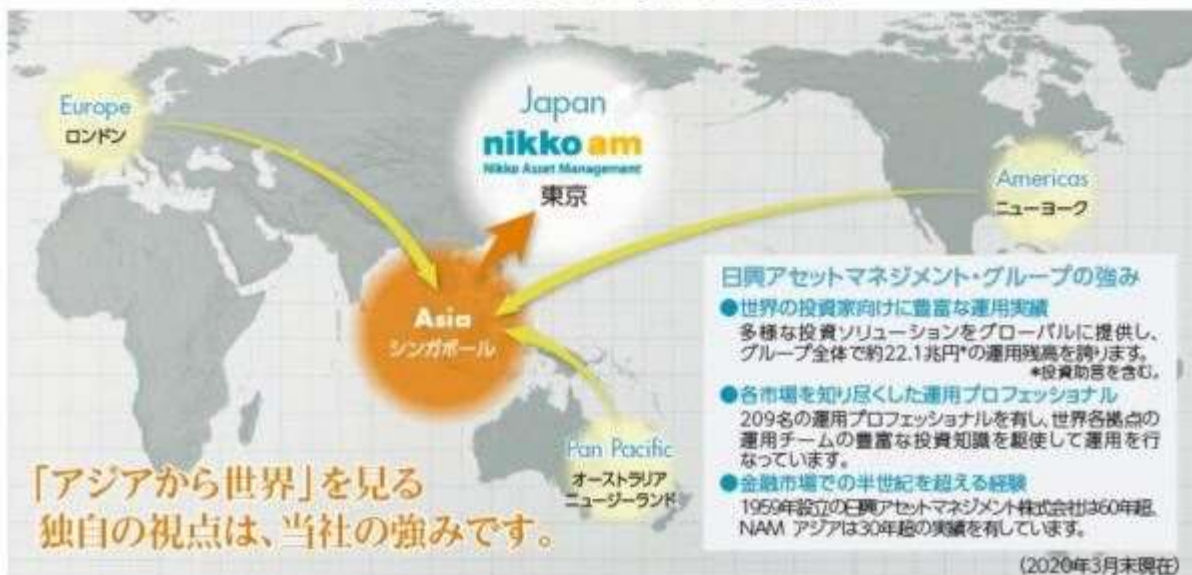 Europe
ロンドン
Japan
nikko am
Nikko Asset Management
東京
Americas
ニューヨーク
Asia
シンガポール
Pan Pacific
オーストラリア
ニュージーランド
「アジアから世界」を見る
独自の視点は、当社の強みです。
日興アセットマネジメント・グループの強み
●世界の投資家向けに豊富な運用実績
多様な投資ソリューションをグローバルに提供し、
グループ全体で約22.1兆円*の運用残高を誇ります。
*投資助言を含む。
●各市場を知り尽くした運用プロフェッショナル
209名の運用プロフェッショナルを有し、世界各拠点の
運用チームの豊富な投資知識を駆使して運用を行
なっています。
●金融市場での半世紀を超える経験
1959年設立の日興アセットマネジメント株式会社は60年超、
NAM アジアは30年超の実績を有しています。
(2020年3月末現在)